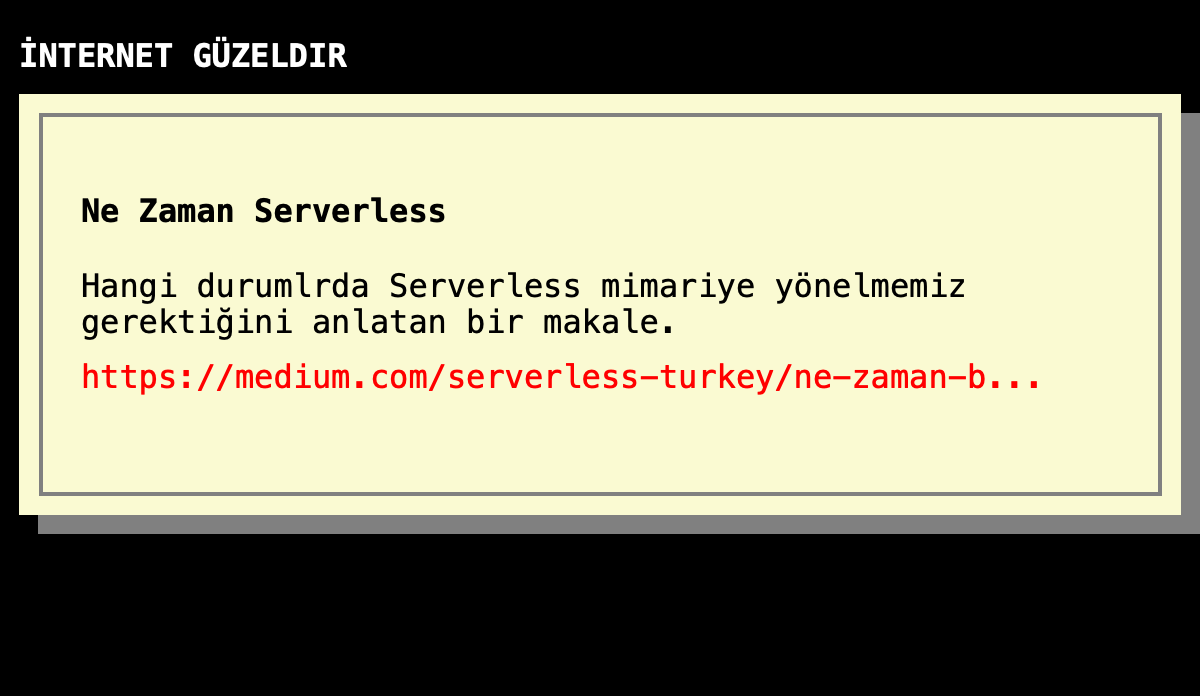 İNTERNET GÜZELDIR
Ne Zaman Serverless
Hangi durumlrda Serverless mimariye yönelmemiz
gerektiğini anlatan bir makale.
https://medium.com/serverless-turkey/ne-zaman-b...